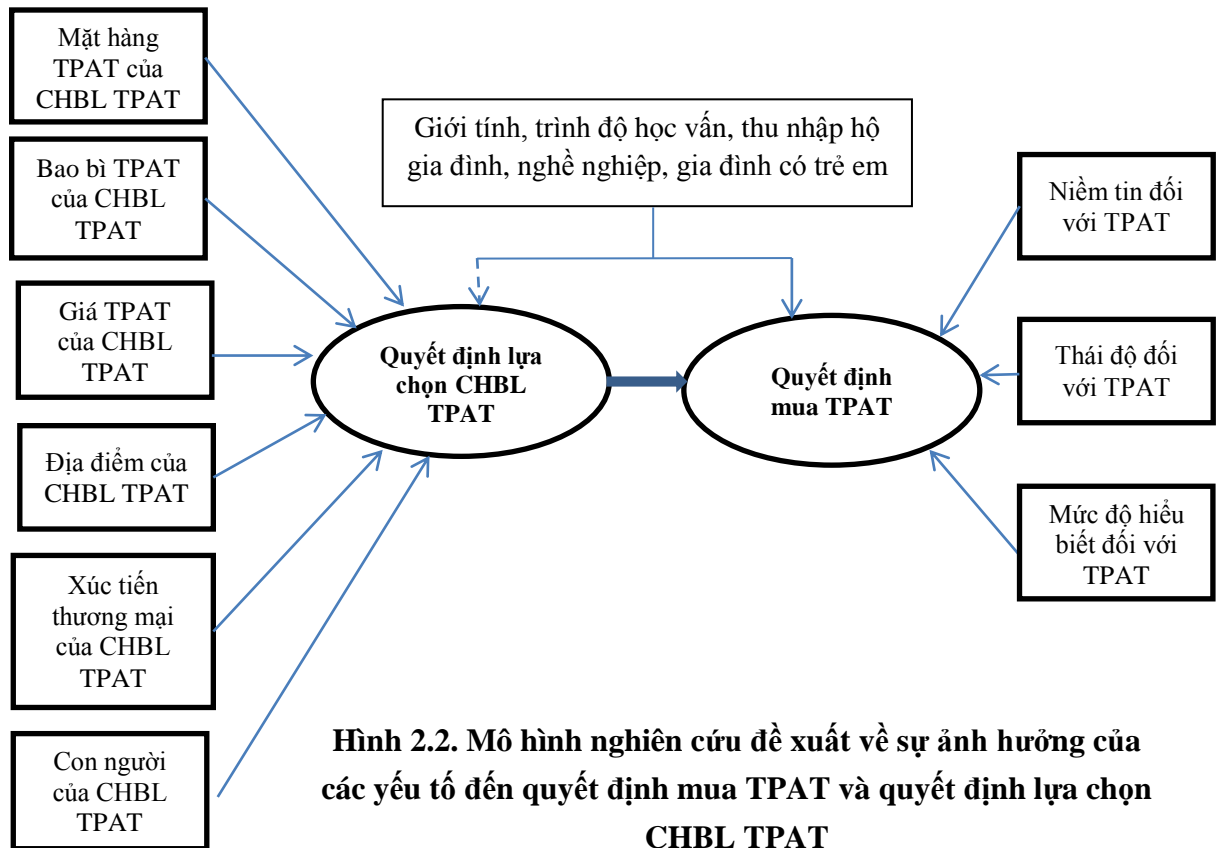 Mặt hàng
TPAT của
CHBL TPAT
Bao bì TPAT
của CHBL
TPAT
Giá TPAT
của CHBL
TPAT
Địa điểm của
CHBL TPAT
Xúc tiến
thương mại
của CHBL
TPAT
Con người
của CHBL
TPAT
Giới tính, trình độ học vấn, thu nhập hộ
gia đình, nghề nghiệp, gia đình có trẻ em
Quyết định lựa
chọn CHBL
TPAT
Quyết định
mua TPAT
Niềm tin đối
với TPAT
Thái độ đối
với TPAT
Mức độ hiểu
biết đối với
TPAT
Hình 2.2. Mô hình nghiên cứu đề xuất về sự ảnh hưởng của
các yếu tố đến quyết định mua TPAT và quyết định lựa chọn
CHBL TPAT